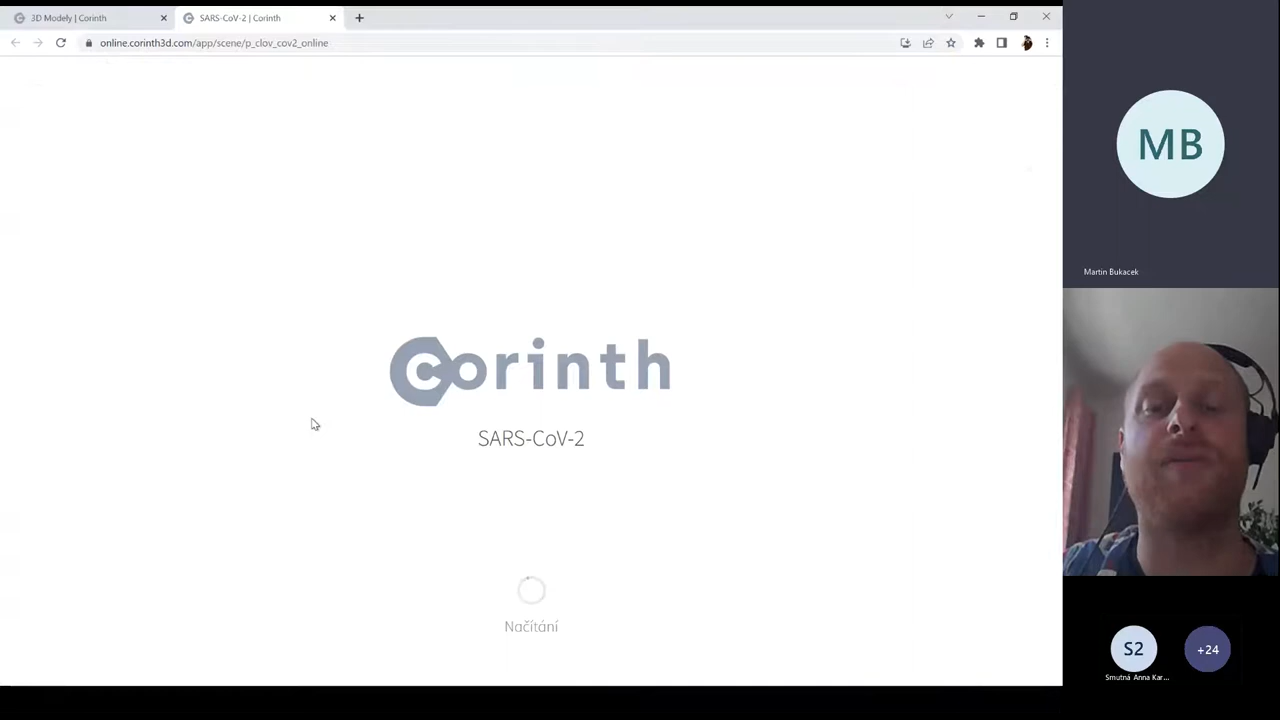 3D Modely | Corinth
SARS-CoV-2 | Corinth
online.corinth3d.com/app/scene/p_clov_cov2_online
corinth
SARS-CoV-2
Načítání
MB
Martin Bukacek
S2
+24
Smutná Anna Kar...